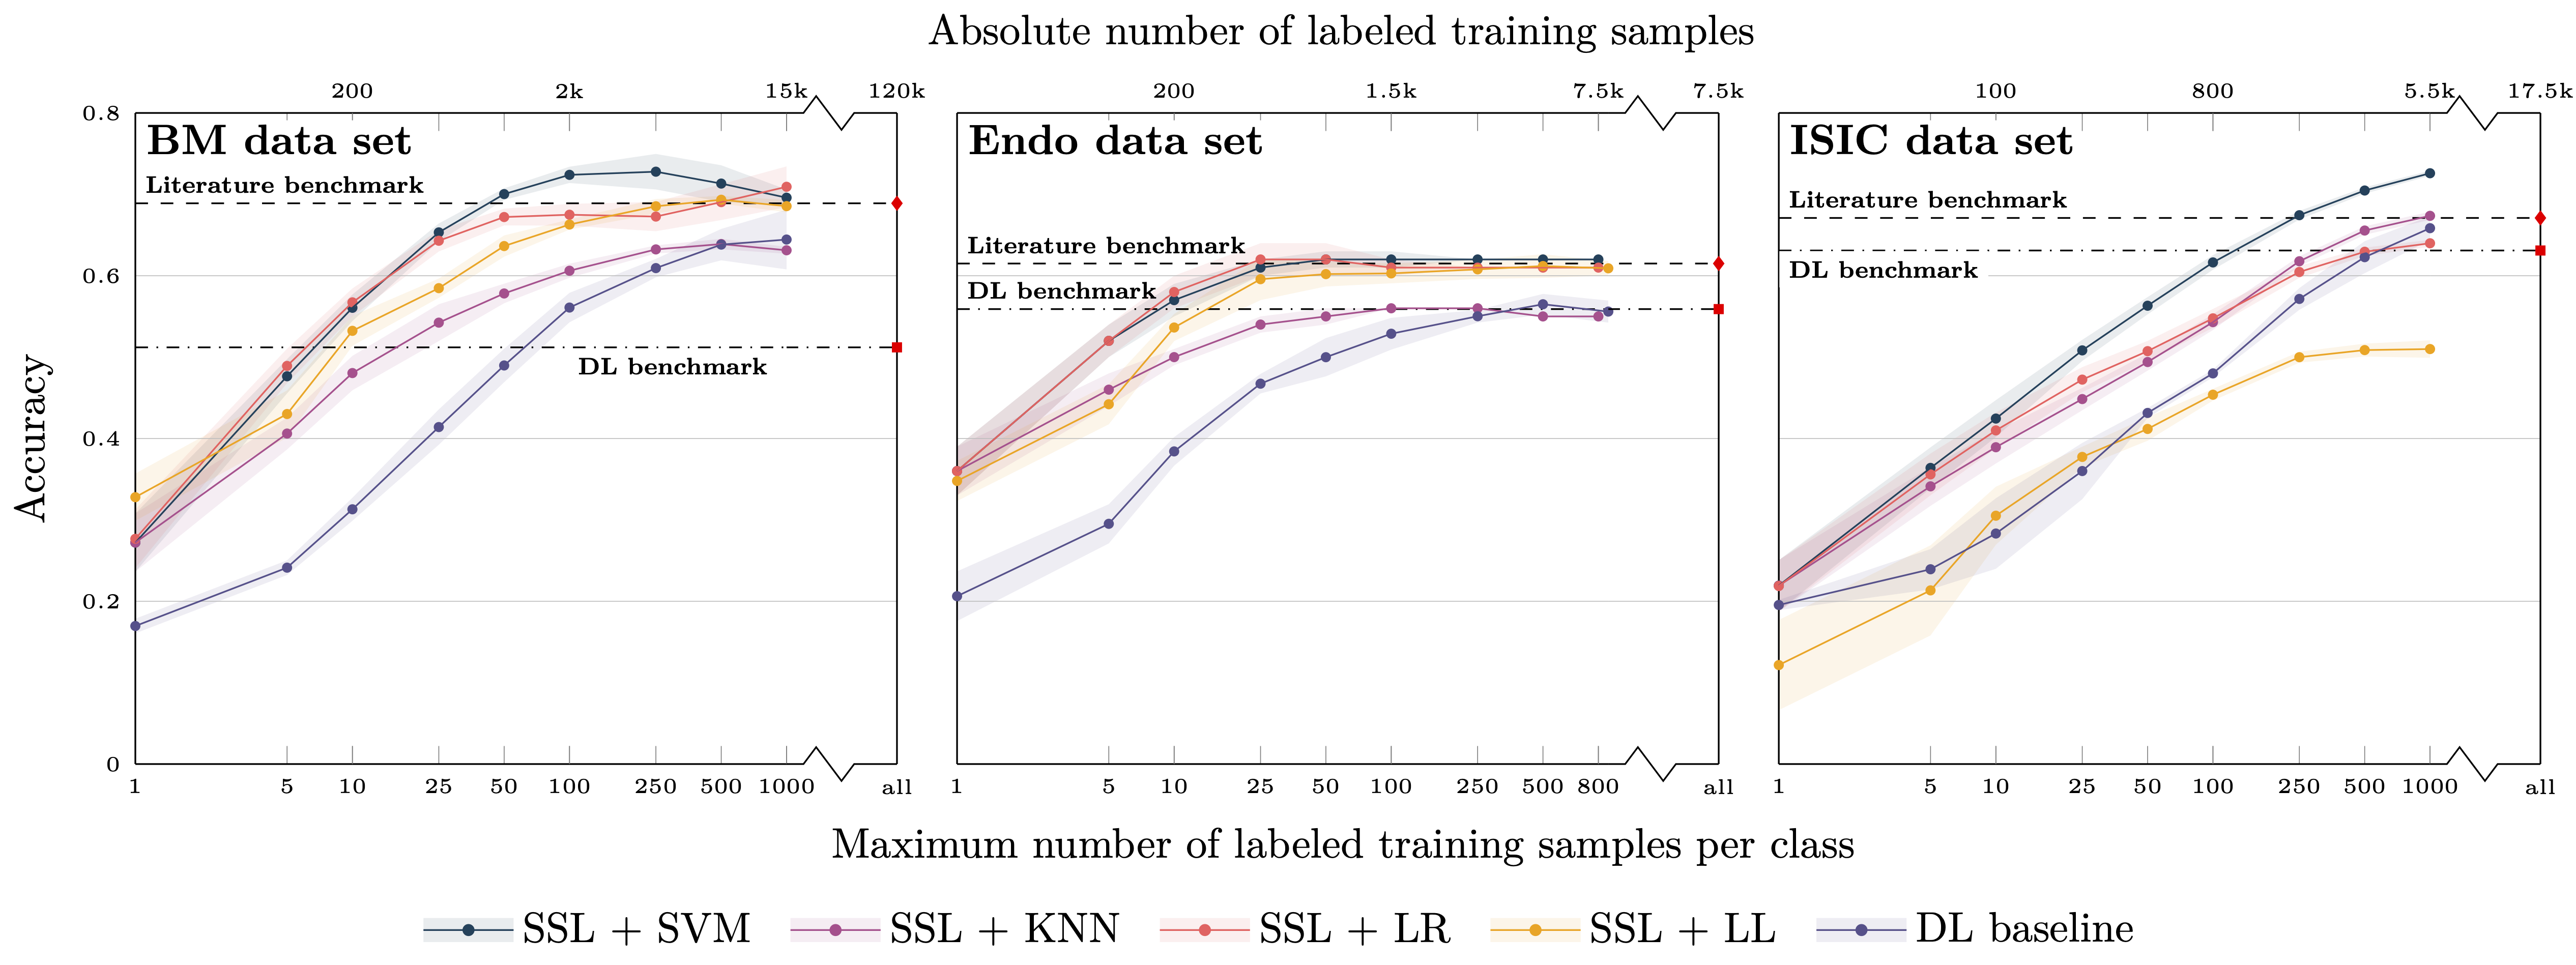 Absolute number of labeled training samples
200 2k 15k 120k 200 1.5k 7.5k 7.5k 100 800 5.5k 17.5k
Accuracy
0.8
0.6
0.4
0.2
0
BM data set
Literature benchmark
DL benchmark
1 5 10 25 50 100 250 500 1000 all
Endo data set
Literature benchmark
DL benchmark
1 5 10 25 50 100 250 500 800 all
ISIC data set
Literature benchmark
DL benchmark
1 5 10 25 50 100 250 500 1000 all
Maximum number of labeled training samples per class
SSL + SVM SSL + KNN SSL + LR SSL + LL DL baseline